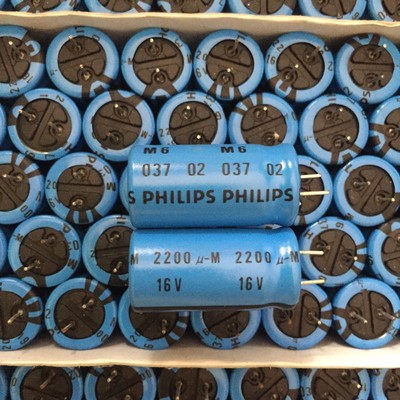 M6 M6
037 02 037 02
S PHILIPS PHILIPS
M 2200 µ-M 2200 µ-
16V 16V